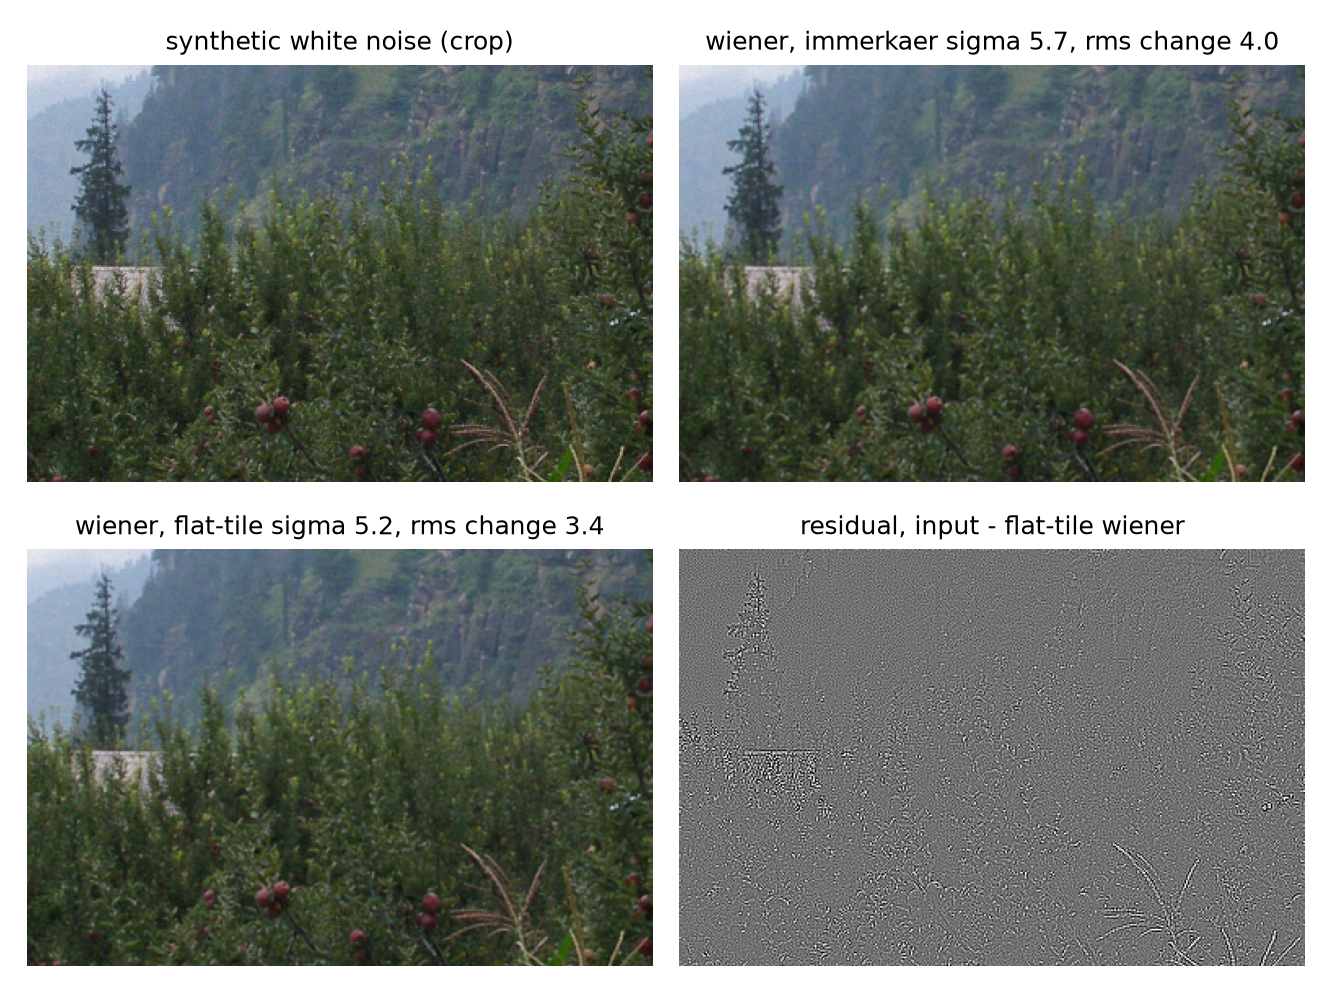 synthetic white noise (crop)
wiener, immerkaer sigma 5.7, rms change 4.0
wiener, flat-tile sigma 5.2, rms change 3.4
residual, input - flat-tile wiener